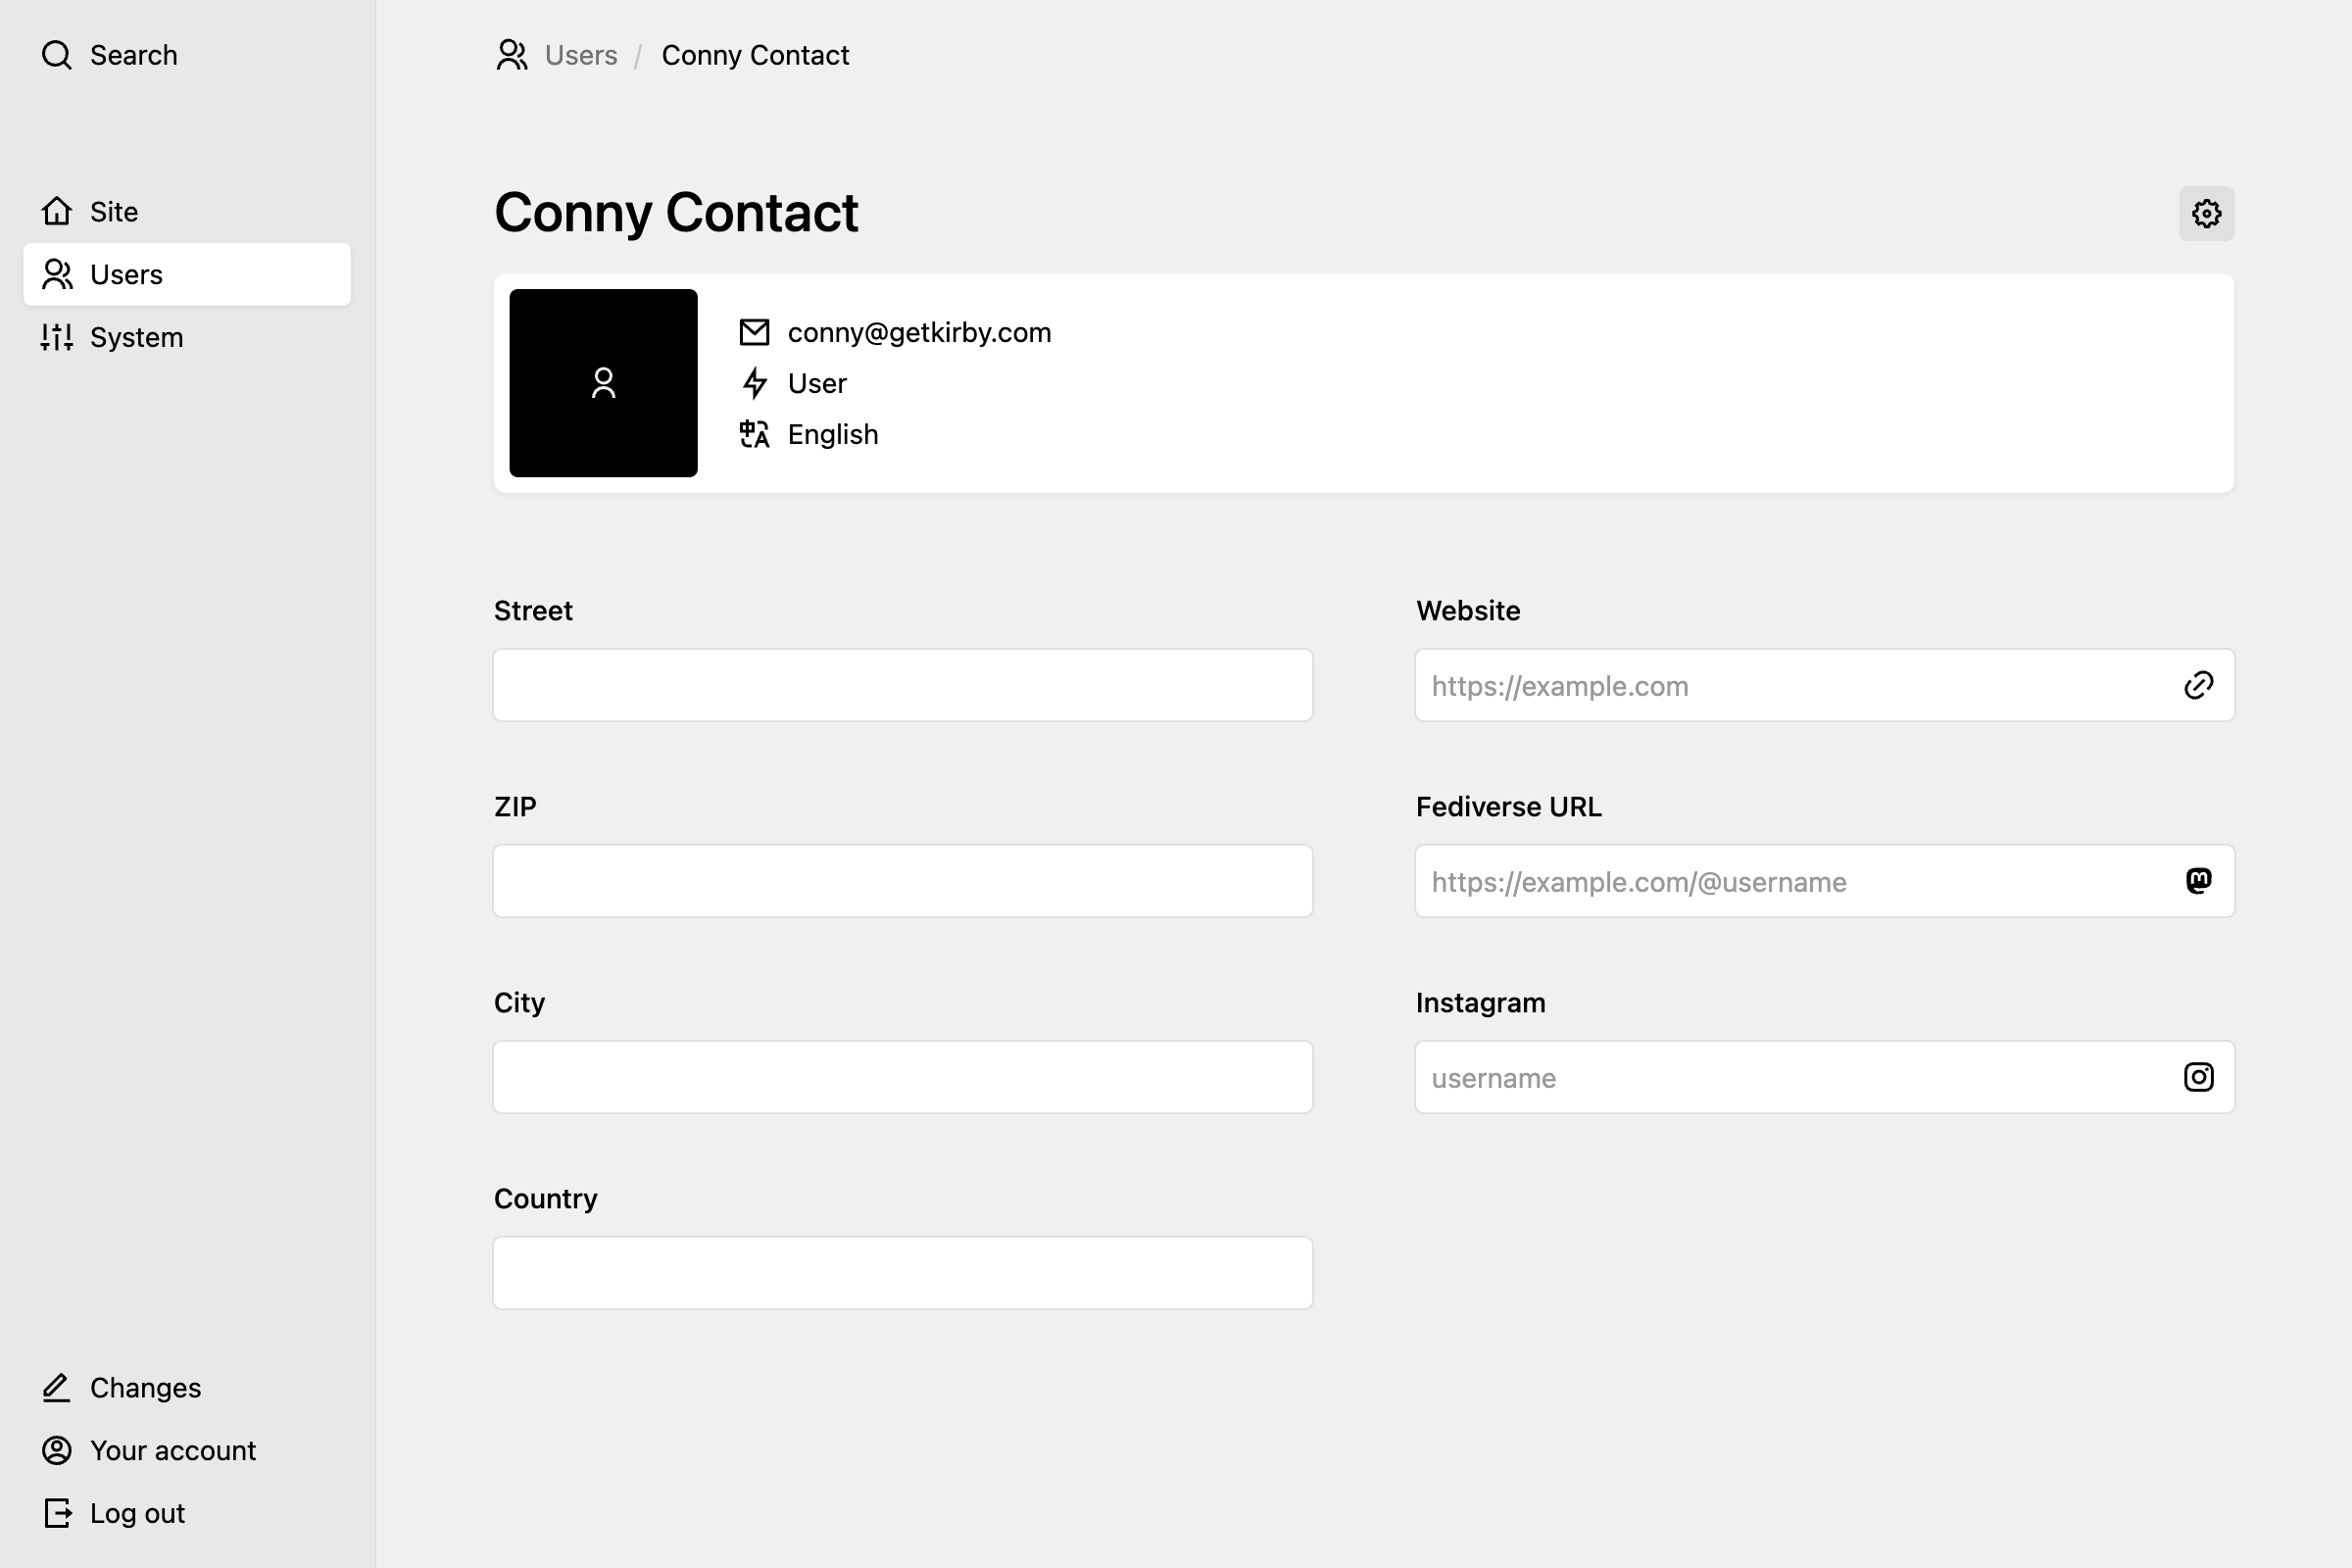 Search
Site
Users
System
Changes
Your account
Log out
Users / Conny Contact
Conny Contact
conny@getkirby.com
User
English
Street
ZIP
City
Country
Website
https://example.com
Fediverse URL
https://example.com/@username
Instagram
username